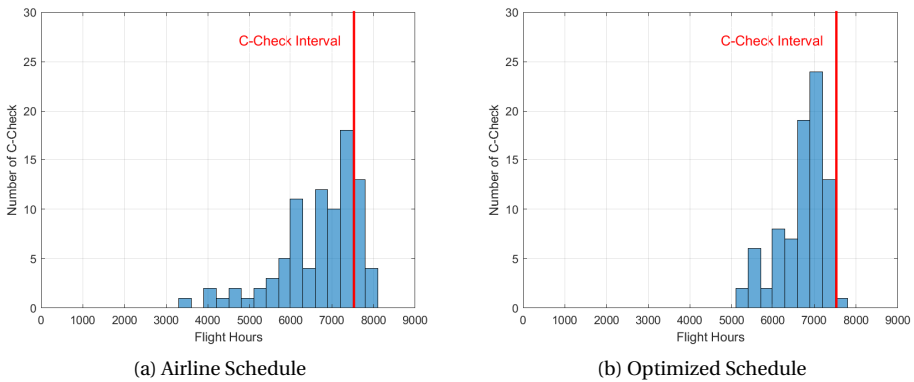 30
25
20
15
10
5
0
Number of C-Check
C-Check Interval
0 1000 2000 3000 4000 5000 6000 7000 8000 9000
Flight Hours
(a) Airline Schedule
30
25
20
15
10
5
0
Number of C-Check
C-Check Interval
0 1000 2000 3000 4000 5000 6000 7000 8000 9000
Flight Hours
(b) Optimized Schedule